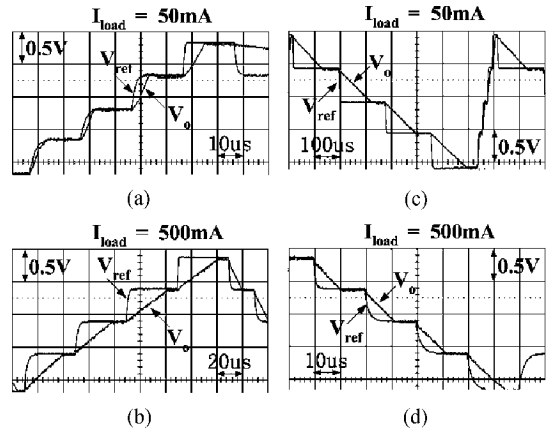 I_load = 50mA
0.5V
V_ref
V_o
10us
(a)
I_load = 50mA
V_o
V_ref
100us
0.5V
(c)
I_load = 500mA
0.5V
V_ref
V_o
20us
(b)
I_load = 500mA
0.5V
V_o
V_ref
10us
(d)